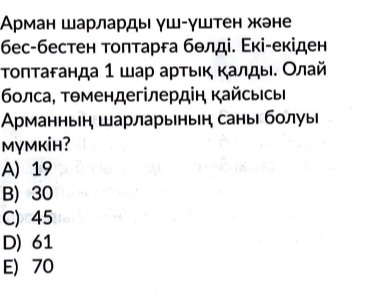 Арман шарларды үш-үштен және
бес-бестен топтарға бөлді. Екі-екіден
топтағанда 1 шар артық қалды. Олай
болса, төмендегілердің қайсысы
Арманның шарларының саны болуы
мүмкін?
A) 19
B) 30
C) 45
D) 61
E) 70